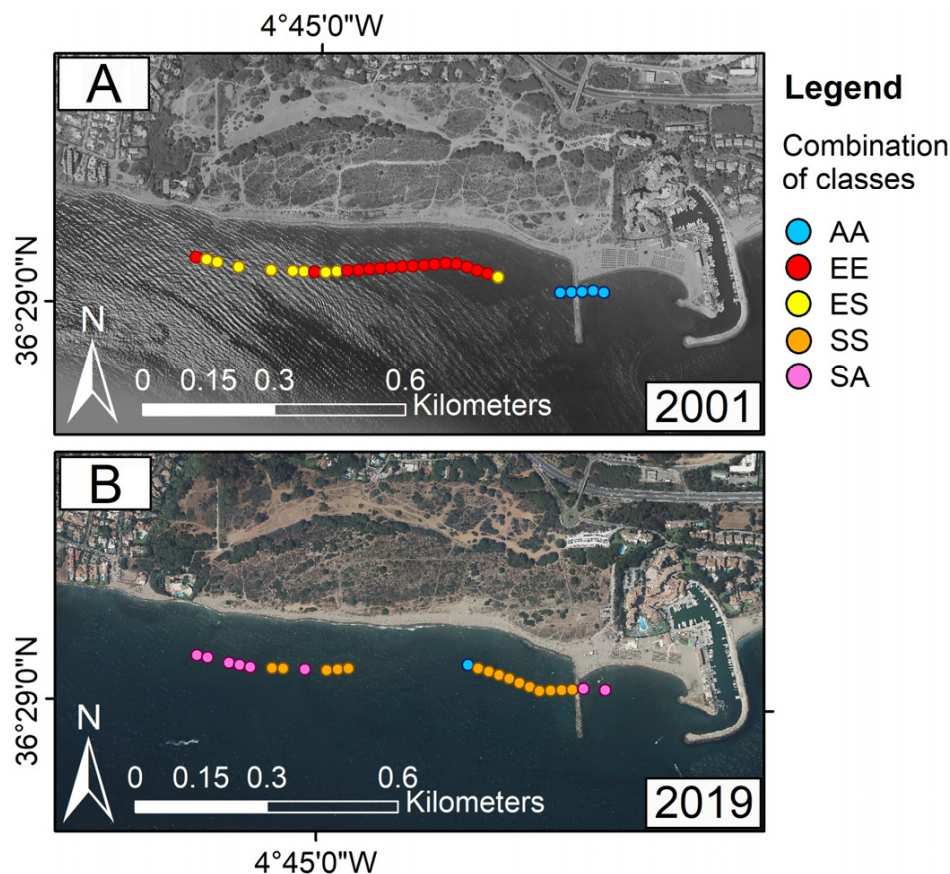 4°45'0"W
A
36°29'0"N
N
0 0.15 0.3 0.6
Kilometers
2001
Legend
Combination
of classes
AA
EE
ES
SS
SA
B
36°29'0"N
N
0 0.15 0.3 0.6
Kilometers
2019
4°45'0"W